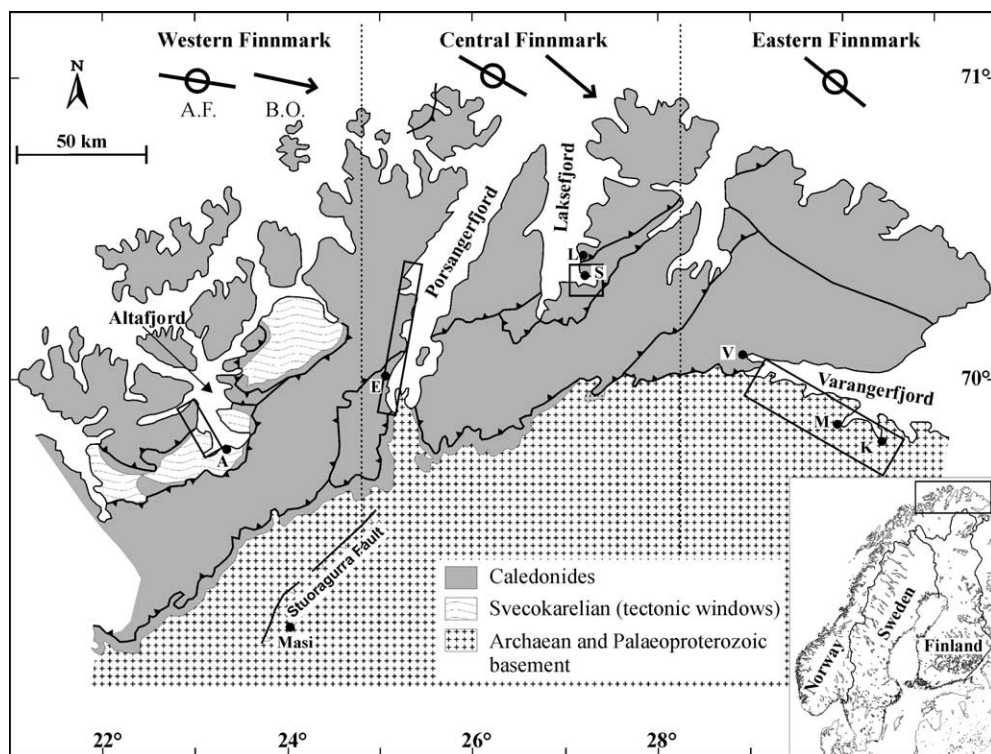 Western Finnmark
Central Finnmark
Eastern Finnmark
N
A.F.
B.O.
71°
50 km
Porsangerfjord
Laksefjord
L
S
Altafjord
V
70°
E
Varangerfjord
M
K
A
Stuoragurra Fault
Masi
Caledonides
Svecokarelian (tectonic windows)
Archaean and Palaeoproterozoic
basement
Norway
Sweden
Finland
22°
24°
26°
28°